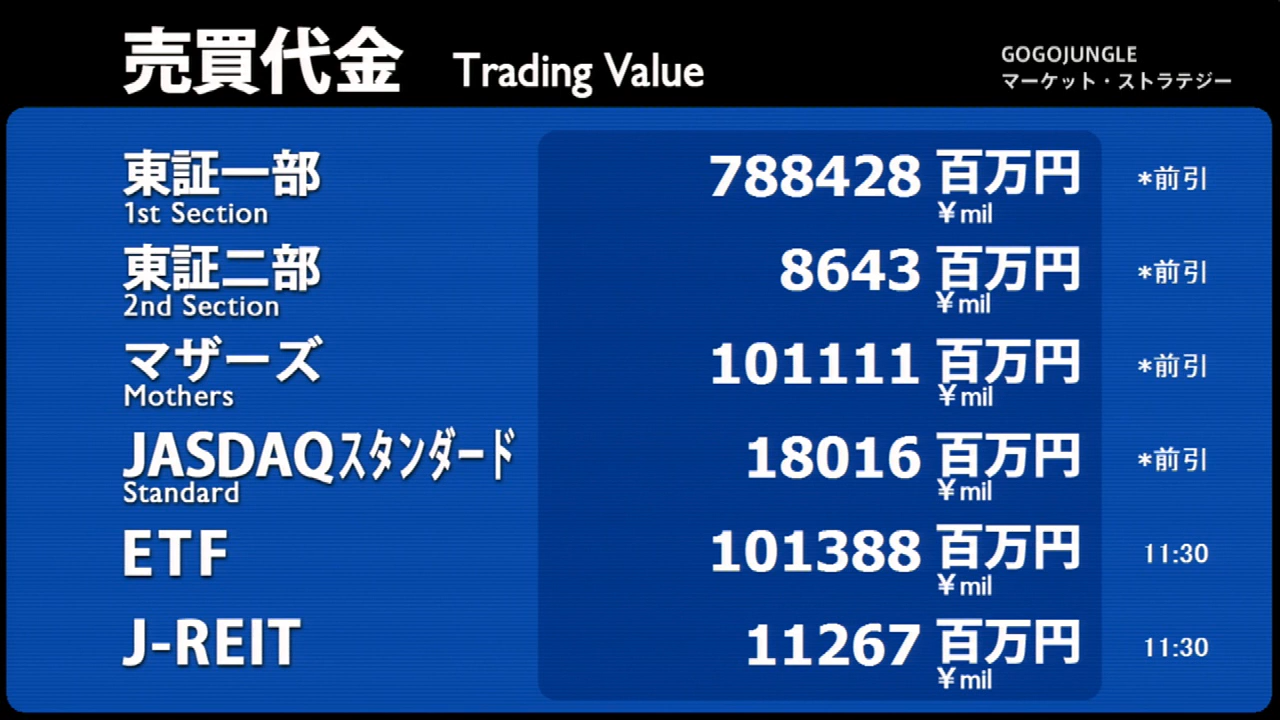 売買代金 Trading Value
GOGOJUNGLE
マーケット・ストラテジー
東証一部 788428 百万円 *前引
1st Section ¥mil
東証二部 8643 百万円 *前引
2nd Section ¥mil
マザーズ 101111 百万円 *前引
Mothers ¥mil
JASDAQスタンダード 18016 百万円 *前引
Standard ¥mil
ETF 101388 百万円 11:30
¥mil
J-REIT 11267 百万円 11:30
¥mil